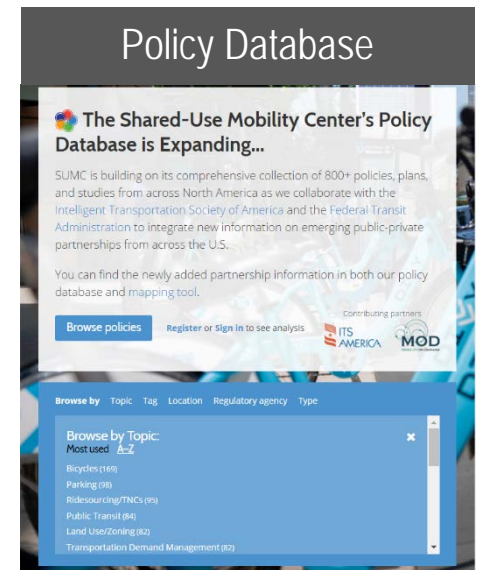 Policy Database
The Shared-Use Mobility Center's Policy
Database is Expanding...
SUMC is building on its comprehensive collection of 800+ policies, plans,
and studies from across North America as we collaborate with the
Intelligent Transportation Society of America and the Federal Transit
Administration to integrate new information on emerging public-private
partnerships from across the U.S.
You can find the newly added partnership information in both our policy
database and mapping tool.
Contributing partners
Browse policies Register or Sign in to see analysis
ITS AMERICA
MOD
Browse by Topic Tag Location Regulatory agency Type
Browse by Topic:
Most used A–Z
Bicycles (169)
Parking (98)
Ridesourcing/TNCs (95)
Public Transit (84)
Land Use/Zoning (82)
Transportation Demand Management (82)